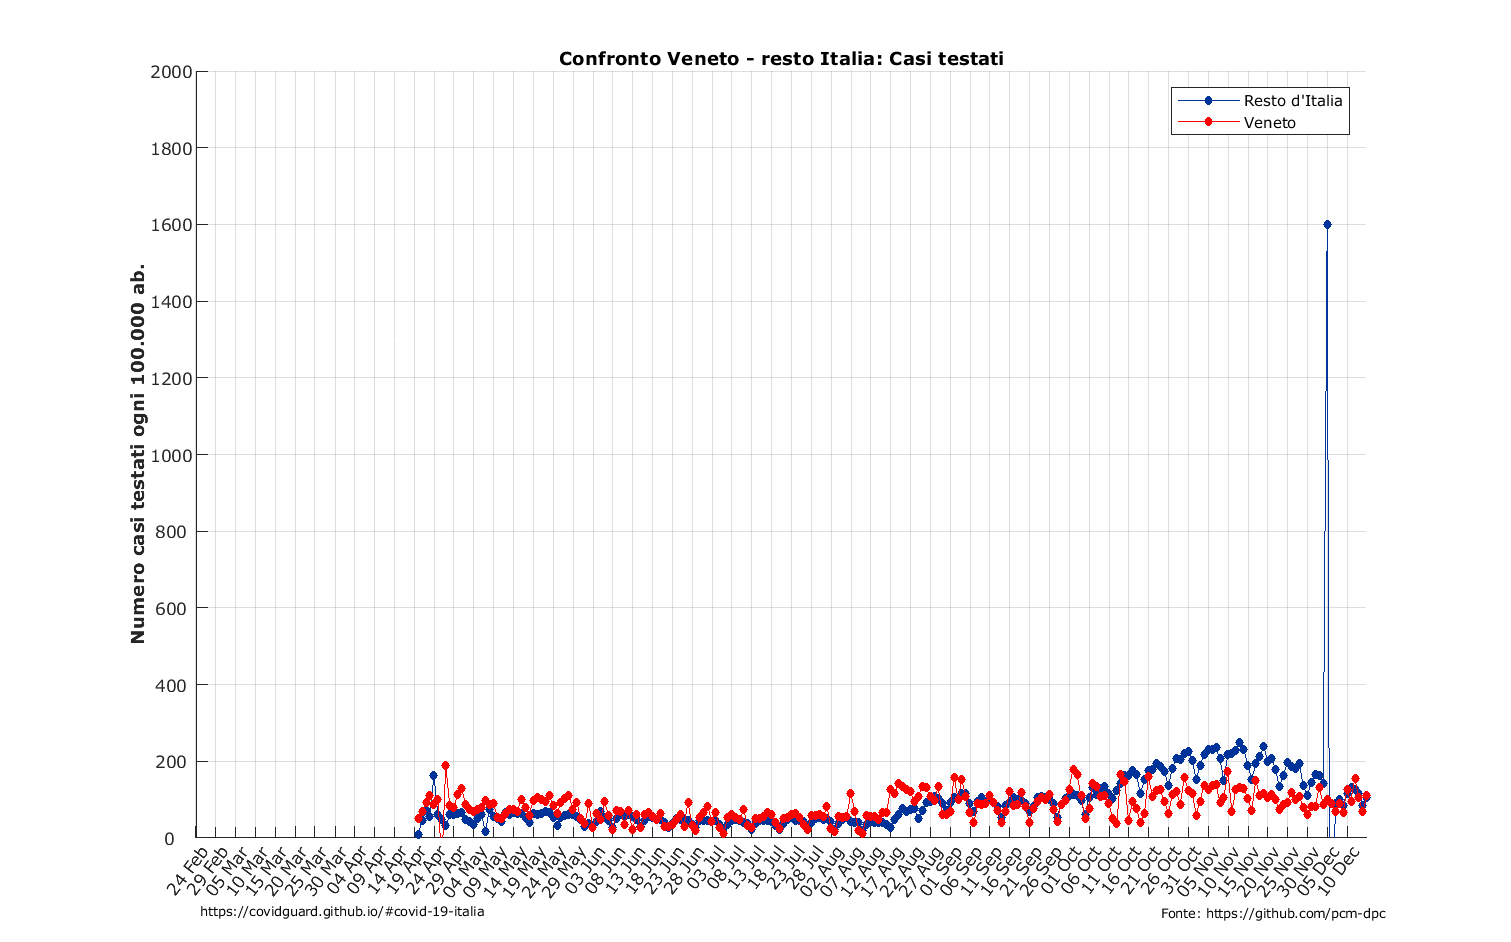 Confronto Veneto - resto Italia: Casi testati
Resto d'Italia
Veneto
Numero casi testati ogni 100.000 ab.
2000
1800
1600
1400
1200
1000
800
600
400
200
0
24 Feb
29 Feb
05 Mar
10 Mar
15 Mar
20 Mar
25 Mar
30 Mar
04 Apr
09 Apr
14 Apr
19 Apr
24 Apr
29 Apr
04 May
09 May
14 May
19 May
24 May
29 May
03 Jun
08 Jun
13 Jun
18 Jun
23 Jun
28 Jun
03 Jul
08 Jul
13 Jul
18 Jul
23 Jul
28 Jul
02 Aug
07 Aug
12 Aug
17 Aug
22 Aug
27 Aug
01 Sep
06 Sep
11 Sep
16 Sep
21 Sep
26 Sep
01 Oct
06 Oct
11 Oct
16 Oct
21 Oct
26 Oct
31 Oct
05 Nov
10 Nov
15 Nov
20 Nov
25 Nov
30 Nov
05 Dec
10 Dec
https://covidguard.github.io/#covid-19-italia
Fonte: https://github.com/pcm-dpc